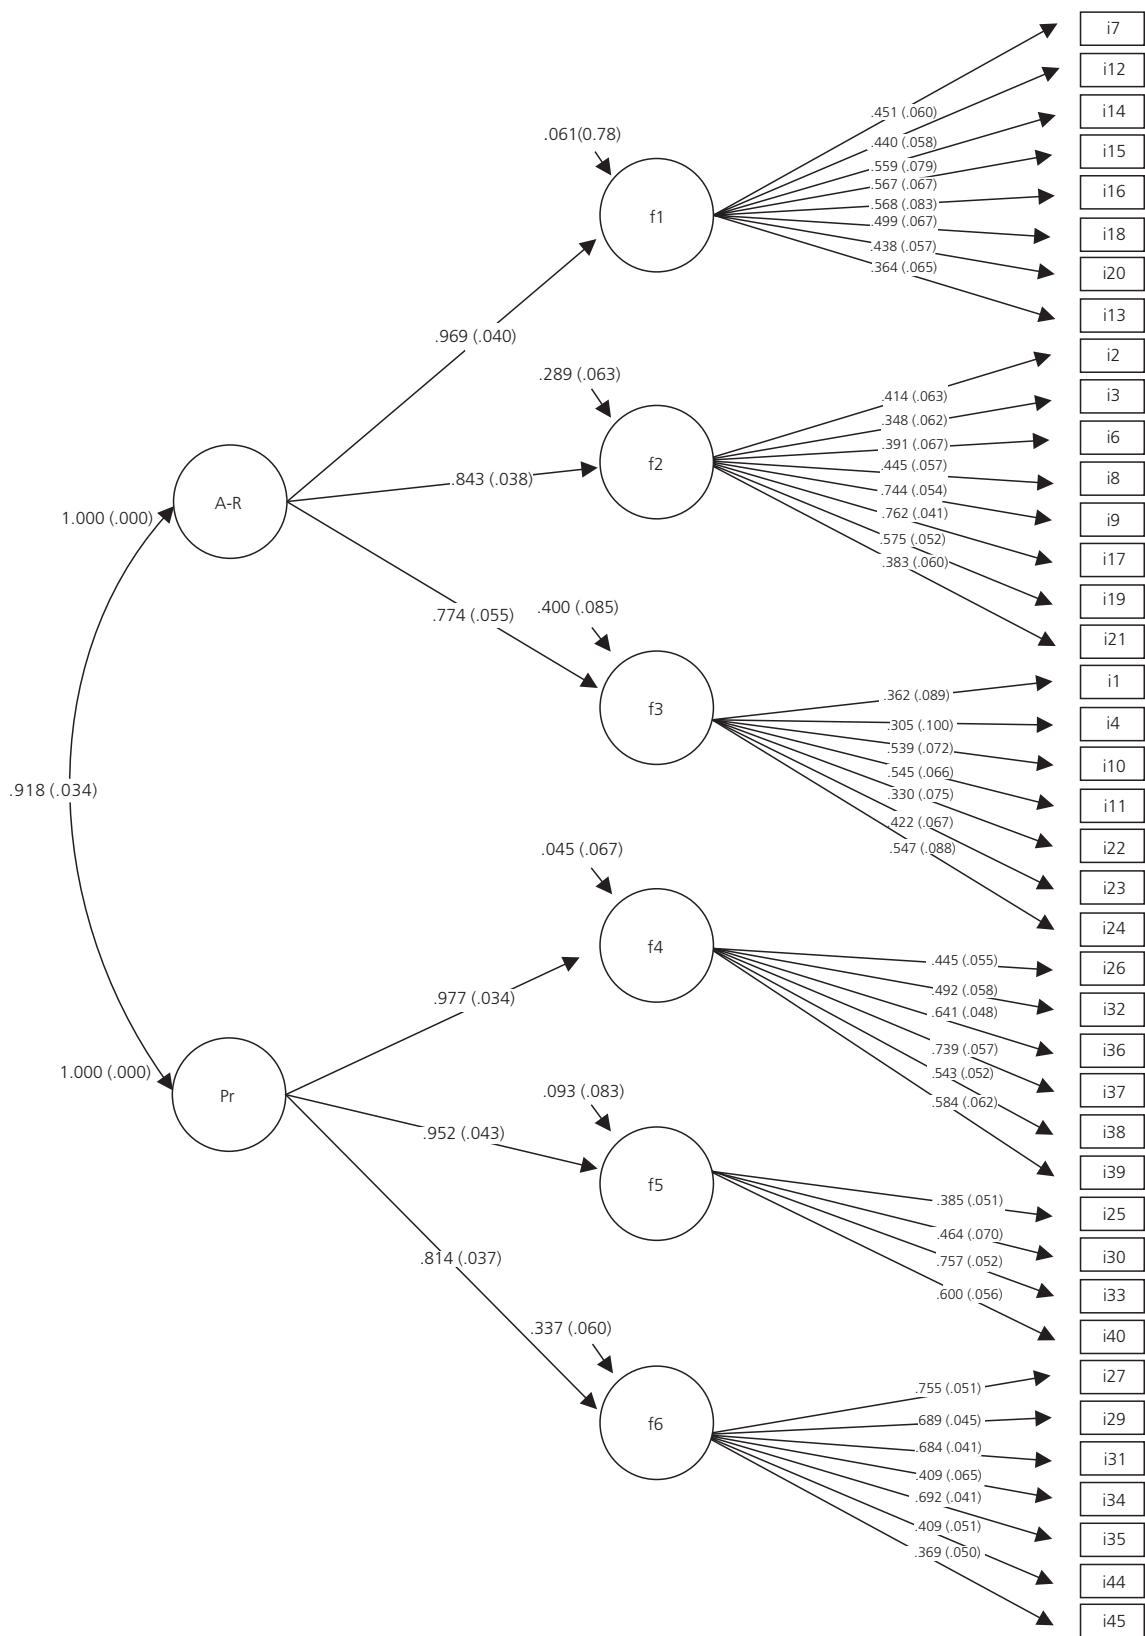 i7
i12
.451 (.060)
i14
.061(0.78)
.440 (.058)
i15
.559 (.079)
.567 (.067)
i16
.568 (.083)
f1
.499 (.067)
i18
.438 (.057)
.364 (.065)
i20
i13
.969 (.040)
i2
.289 (.063)
.414 (.063)
i3
.348 (.062)
i6
.391 (.067)
f2
.445 (.057)
.843 (.038)
i8
.744 (.054)
A-R
.762 (.041)
i9
1.000 (.000)
.575 (.052)
.383 (.060)
i17
i19
.400 (.085)
.774 (.055)
i21
i1
.362 (.089)
f3
.305 (.100)
i4
.539 (.072)
i10
.545 (.066)
.918 (.034)
.330 (.075)
i11
.422 (.067)
.547 (.088)
i22
.045 (.067)
i23
i24
f4
.445 (.055)
i26
.977 (.034)
.492 (.058)
i32
.641 (.048)
.739 (.057)
i36
1.000 (.000)
.543 (.052)
i37
.093 (.083)
Pr
.584 (.062)
i38
.952 (.043)
i39
f5
.385 (.051)
i25
.464 (.070)
.757 (.052)
i30
.814 (.037)
.600 (.056)
i33
.337 (.060)
i40
i27
.755 (.051)
f6
.689 (.045)
i29
.684 (.041)
i31
.409 (.065)
.692 (.041)
i34
.409 (.051)
i35
.369 (.050)
i44
i45